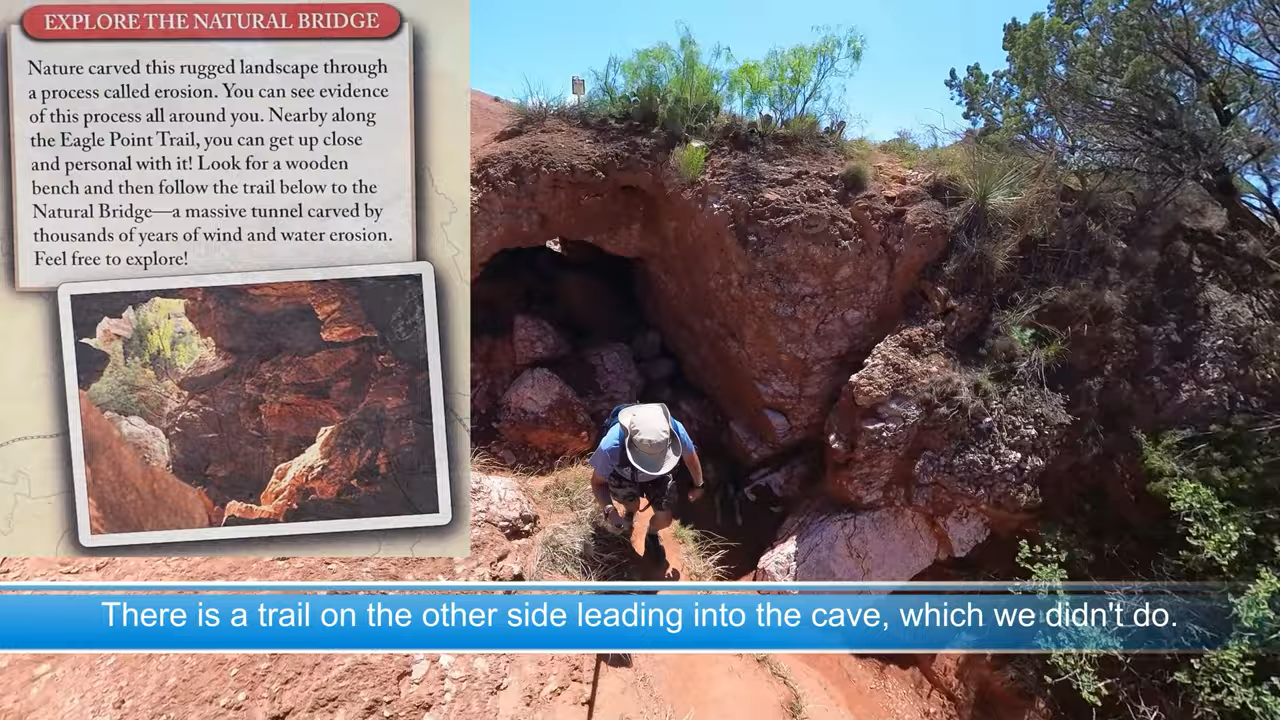 EXPLORE THE NATURAL BRIDGE
Nature carved this rugged landscape through
a process called erosion. You can see evidence
of this process all around you. Nearby along
the Eagle Point Trail, you can get up close
and personal with it! Look for a wooden
bench and then follow the trail below to the
Natural Bridge—a massive tunnel carved by
thousands of years of wind and water erosion.
Feel free to explore!
There is a trail on the other side leading into the cave, which we didn't do.